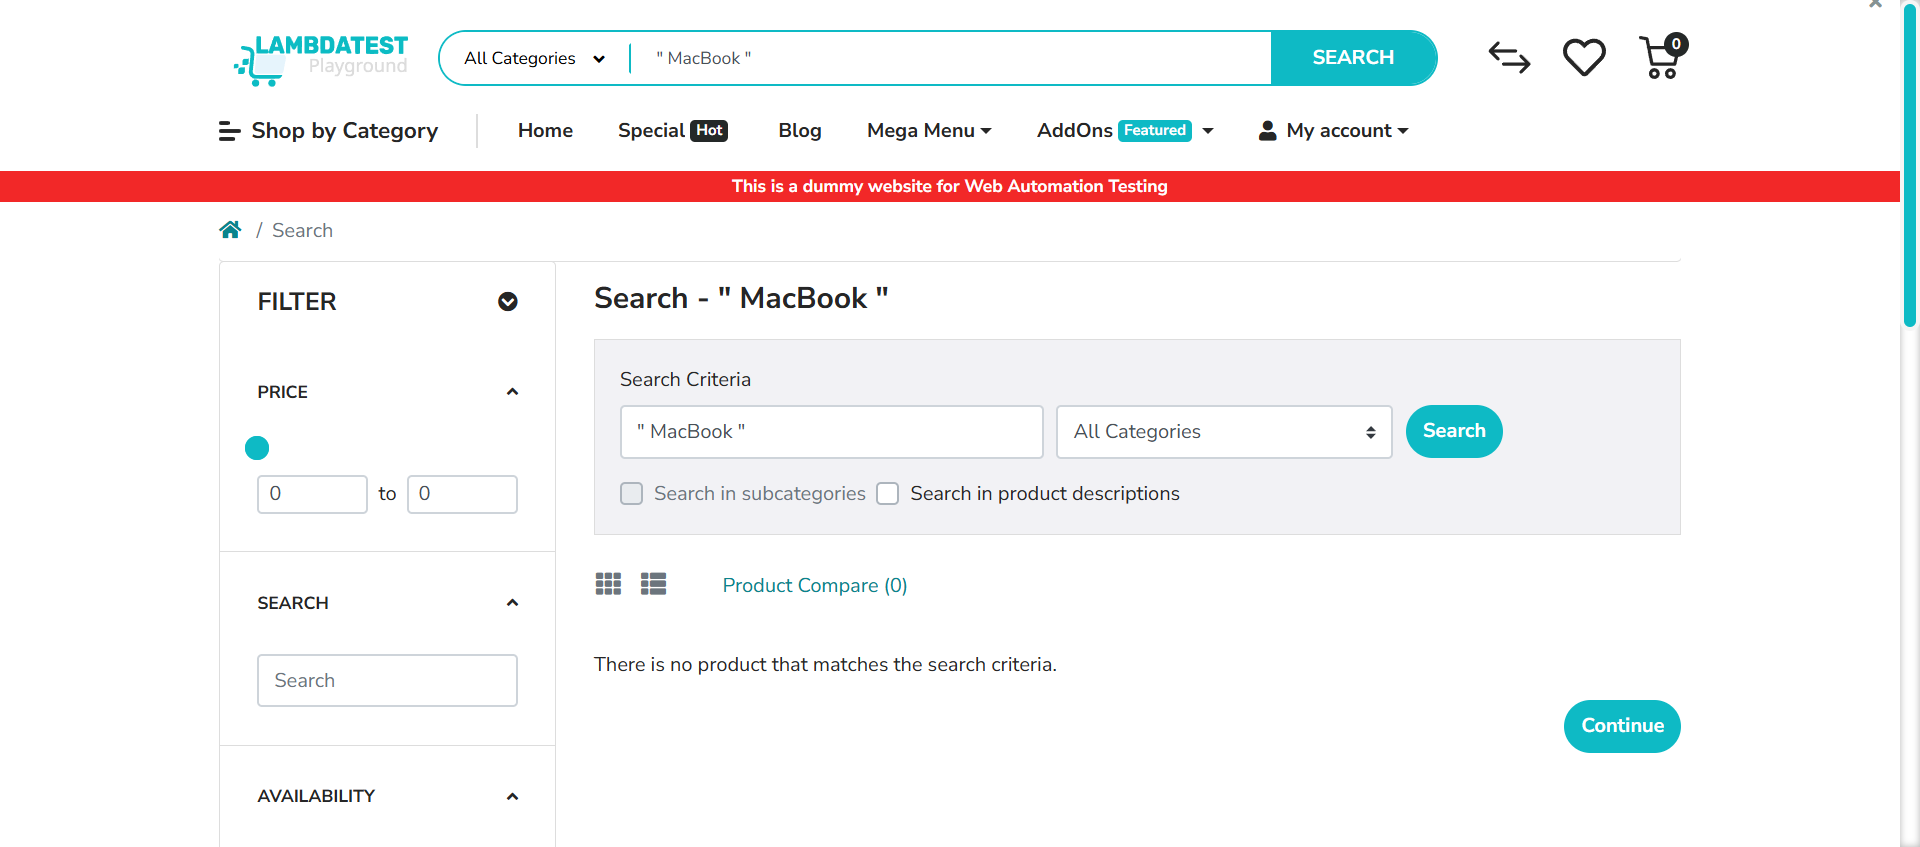 LAMBDATEST
Playground
All Categories
" MacBook "
SEARCH
0
Shop by Category
Home
Special Hot
Blog
Mega Menu
AddOns Featured
My account
This is a dummy website for Web Automation Testing
/ Search
FILTER
PRICE
0 to 0
SEARCH
Search
AVAILABILITY
Search - " MacBook "
Search Criteria
" MacBook "
All Categories
Search
Search in subcategories
Search in product descriptions
Product Compare (0)
There is no product that matches the search criteria.
Continue